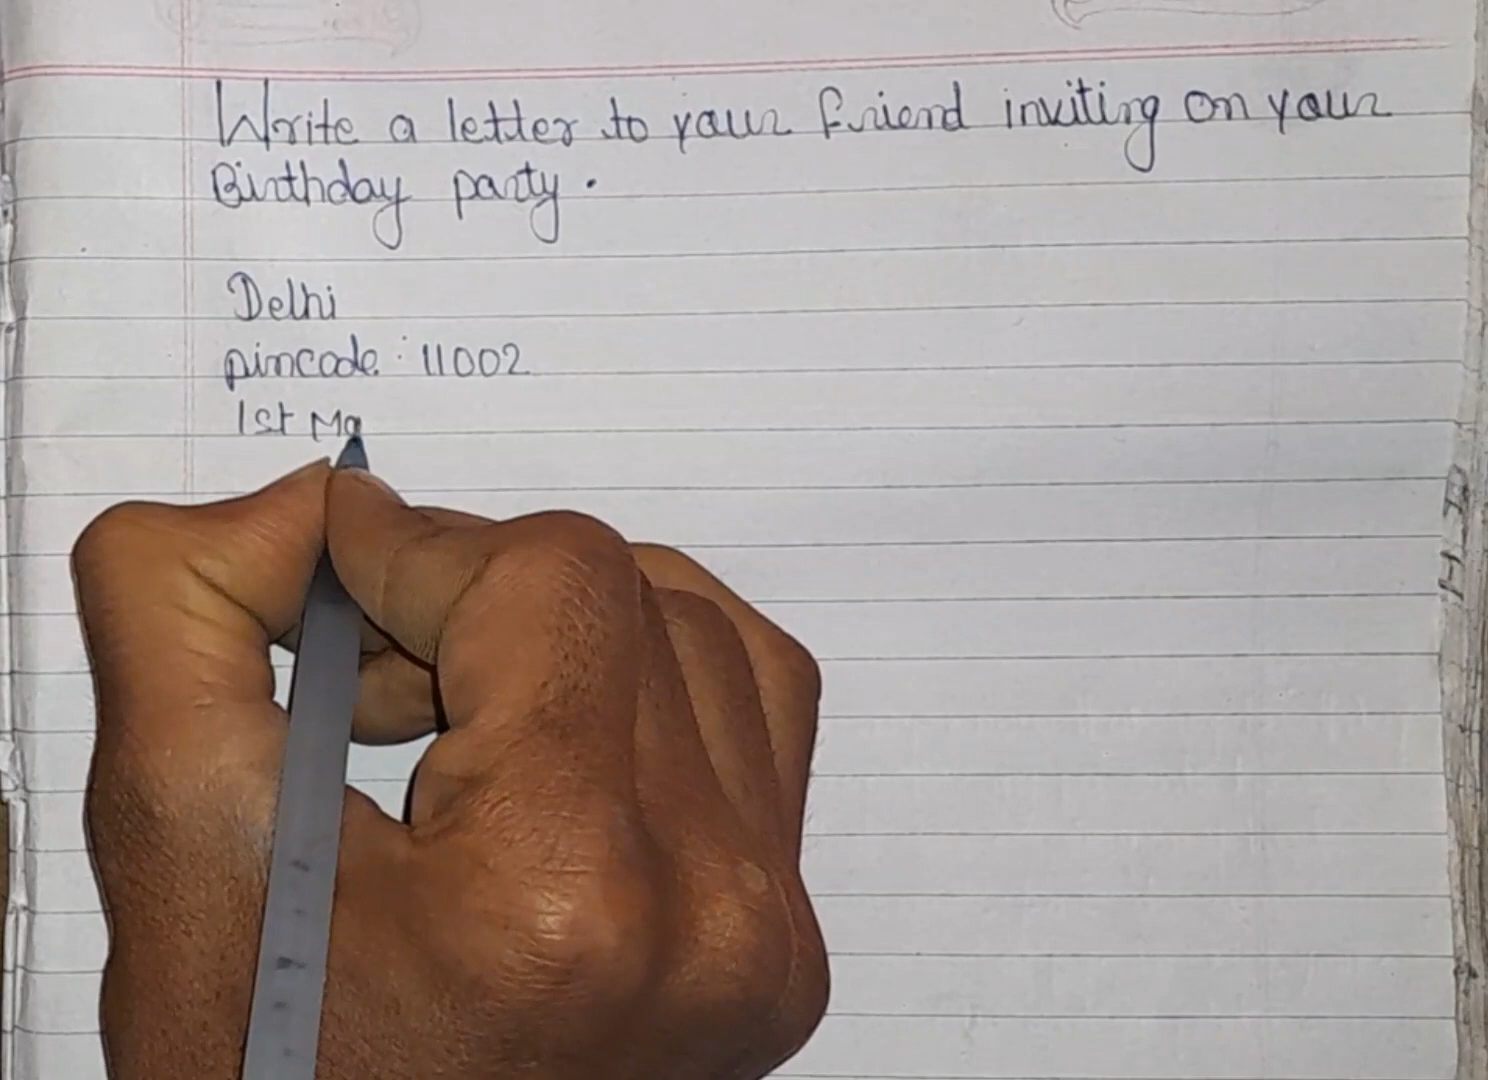 Write a letter to your friend inviting on your
Birthday party.
Delhi
pincode : 11002
1st Ma